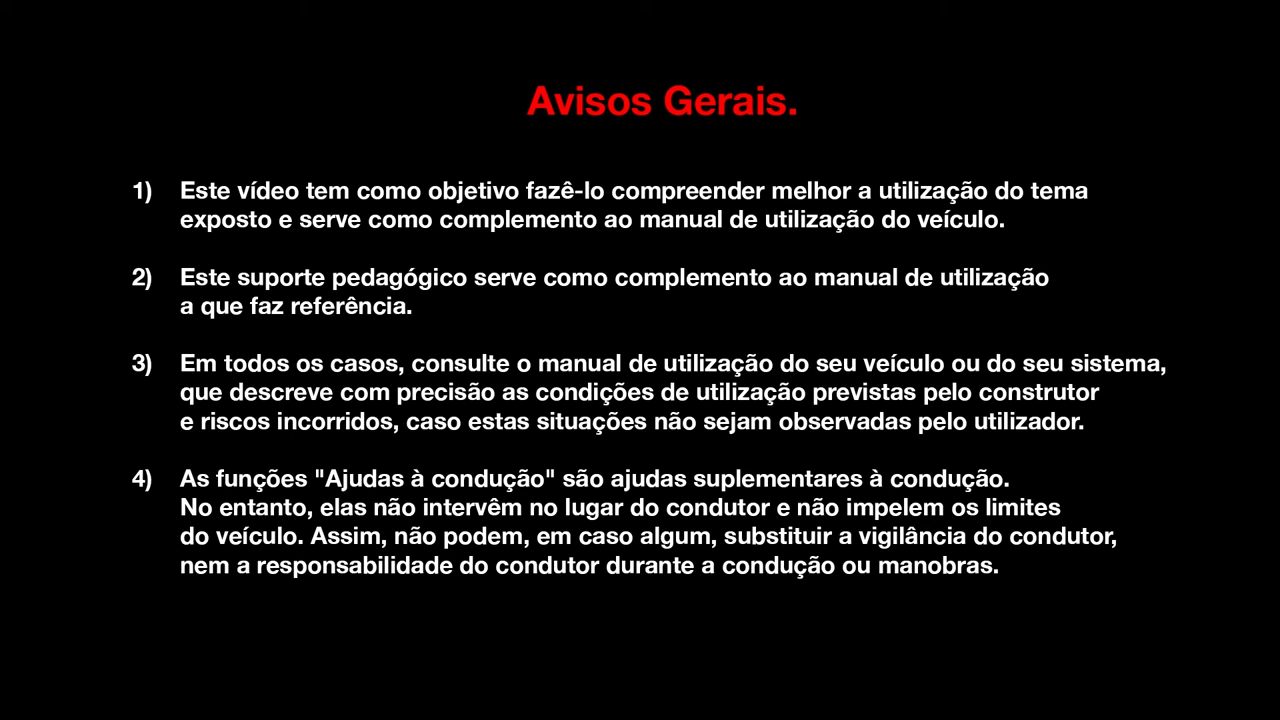 Avisos Gerais.
1) Este vídeo tem como objetivo fazê-lo compreender melhor a utilização do tema
exposto e serve como complemento ao manual de utilização do veículo.
2) Este suporte pedagógico serve como complemento ao manual de utilização
a que faz referência.
3) Em todos os casos, consulte o manual de utilização do seu veículo ou do seu sistema,
que descreve com precisão as condições de utilização previstas pelo construtor
e riscos incorridos, caso estas situações não sejam observadas pelo utilizador.
4) As funções "Ajudas à condução" são ajudas suplementares à condução.
No entanto, elas não intervêm no lugar do condutor e não impelem os limites
do veículo. Assim, não podem, em caso algum, substituir a vigilância do condutor,
nem a responsabilidade do condutor durante a condução ou manobras.